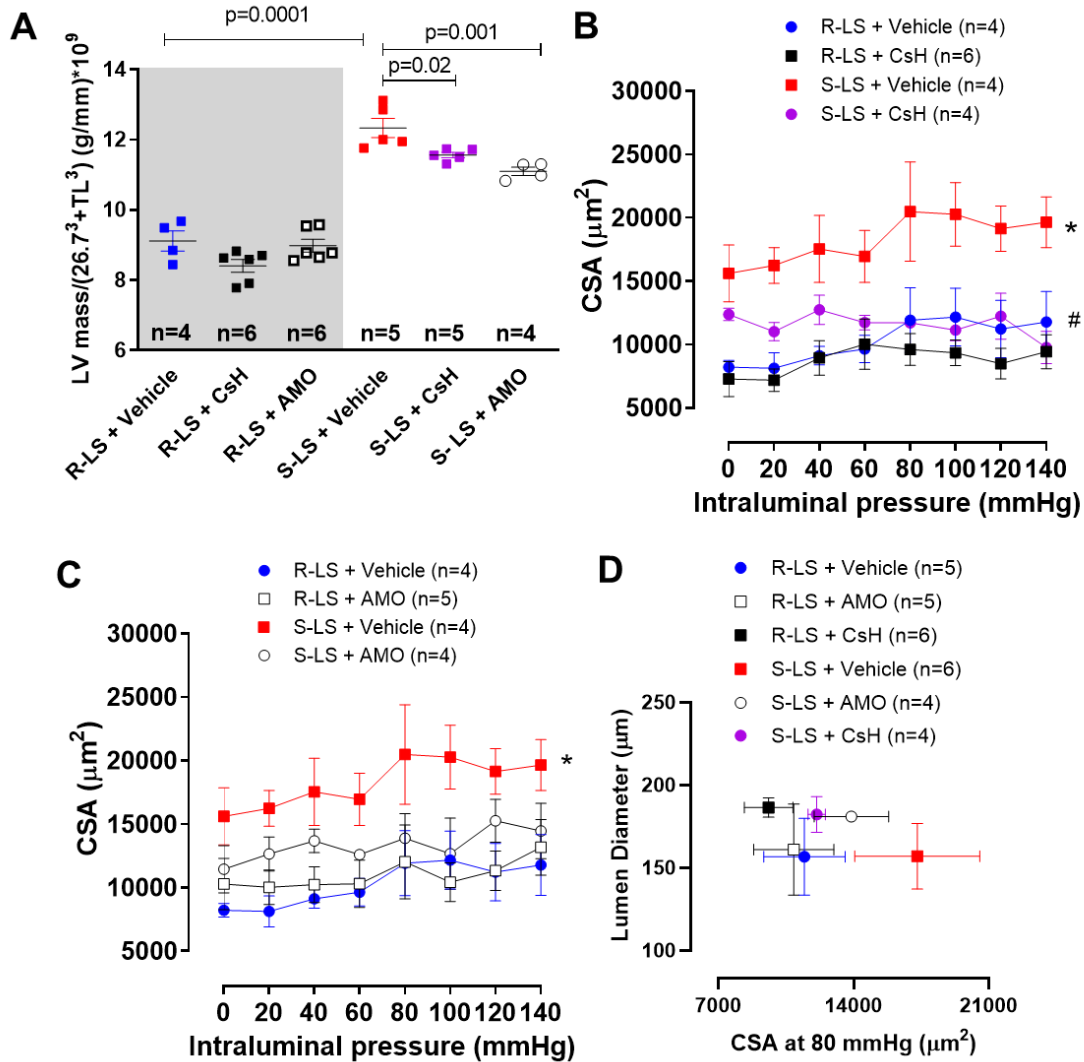 A
p=0.0001
p=0.001
p=0.02
LV mass/(26.7³+TL³) (g/mm)*10⁹
14
12
10
8
6
n=4 n=6 n=6 n=5 n=5 n=4
R-LS + Vehicle
R-LS + CsH
R-LS + AMO
S-LS + Vehicle
S-LS + CsH
S-LS + AMO
B
R-LS + Vehicle (n=4)
R-LS + CsH (n=6)
S-LS + Vehicle (n=4)
S-LS + CsH (n=4)
CSA (μm²)
30000
25000
20000
15000
10000
5000
*
#
0 20 40 60 80 100 120 140
Intraluminal pressure (mmHg)
C
R-LS + Vehicle (n=4)
R-LS + AMO (n=5)
S-LS + Vehicle (n=4)
S-LS + AMO (n=4)
CSA (μm²)
30000
25000
20000
15000
10000
5000
*
0 20 40 60 80 100 120 140
Intraluminal pressure (mmHg)
D
R-LS + Vehicle (n=5)
R-LS + AMO (n=5)
R-LS + CsH (n=6)
S-LS + Vehicle (n=6)
S-LS + AMO (n=4)
S-LS + CsH (n=4)
Lumen Diameter (μm)
250
200
150
100
7000 14000 21000
CSA at 80 mmHg (μm²)